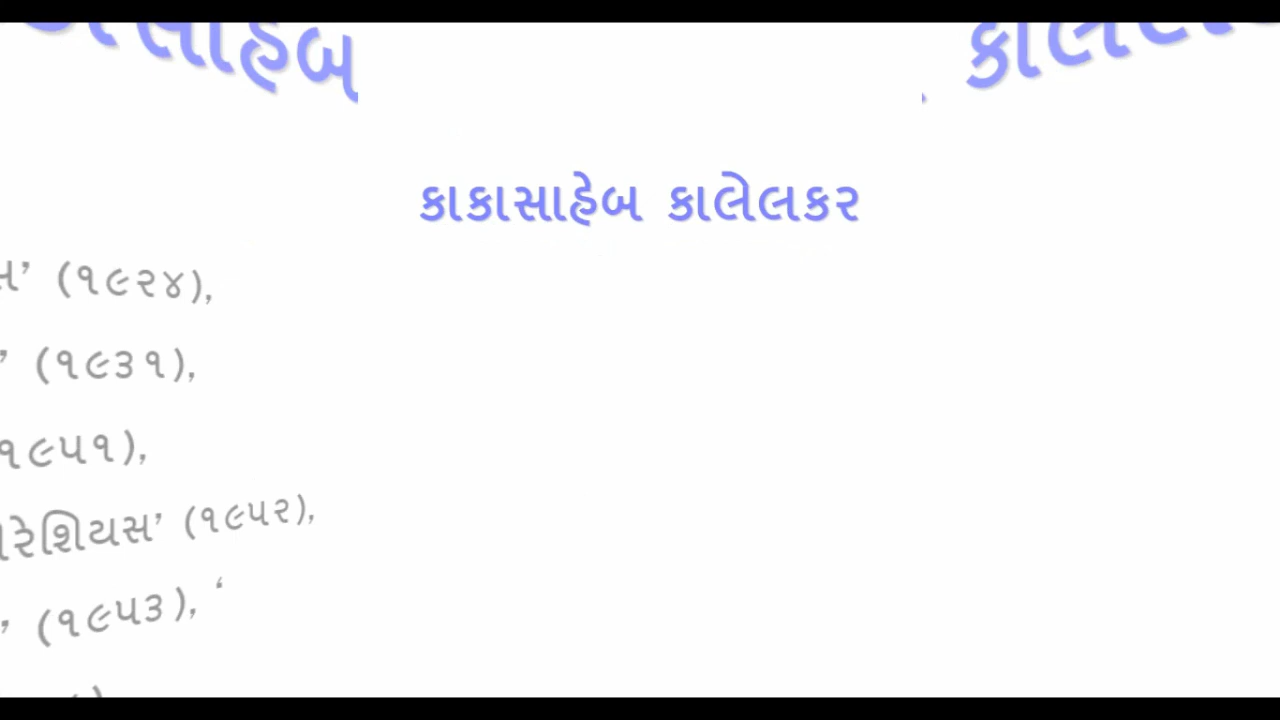 સાહેબ કાલે
કાકાસાહેબ કાલેલકર
(૧૯૨૪),
(૧૯૩૧),
૧૯૫૧),
રેશિયસ’ (૧૯૫૨),
’ (૧૯૫૩), ‘